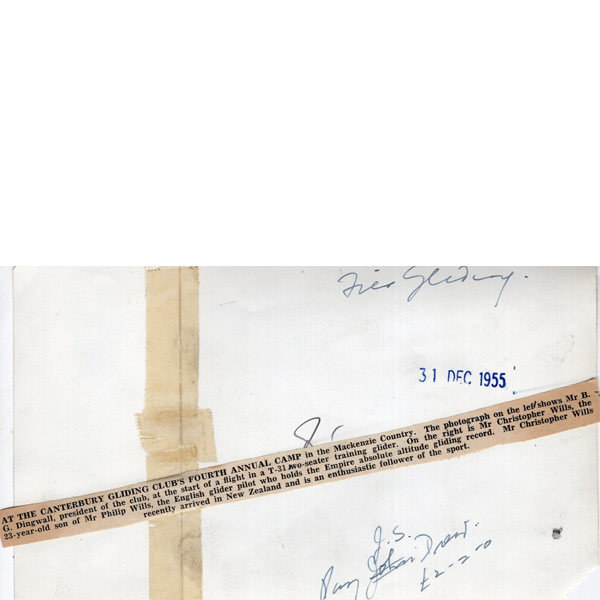 Files Gliding.
31 DEC 1955
AT THE CANTERBURY GLIDING CLUB'S FOURTH ANNUAL CAMP in the Mackenzie Country. The photograph on the left shows Mr B.
G. Dingwall, president of the club, at the start of a flight in a T-31 two-seater training glider. On the right is Mr Christopher Wills, the
23-year-old son of Mr Philip Wills, the English glider pilot who holds the Empire absolute altitude gliding record. Mr Christopher Wills
recently arrived in New Zealand and is an enthusiastic follower of the sport.
J.S.
Pay Drew.
£2-2-0